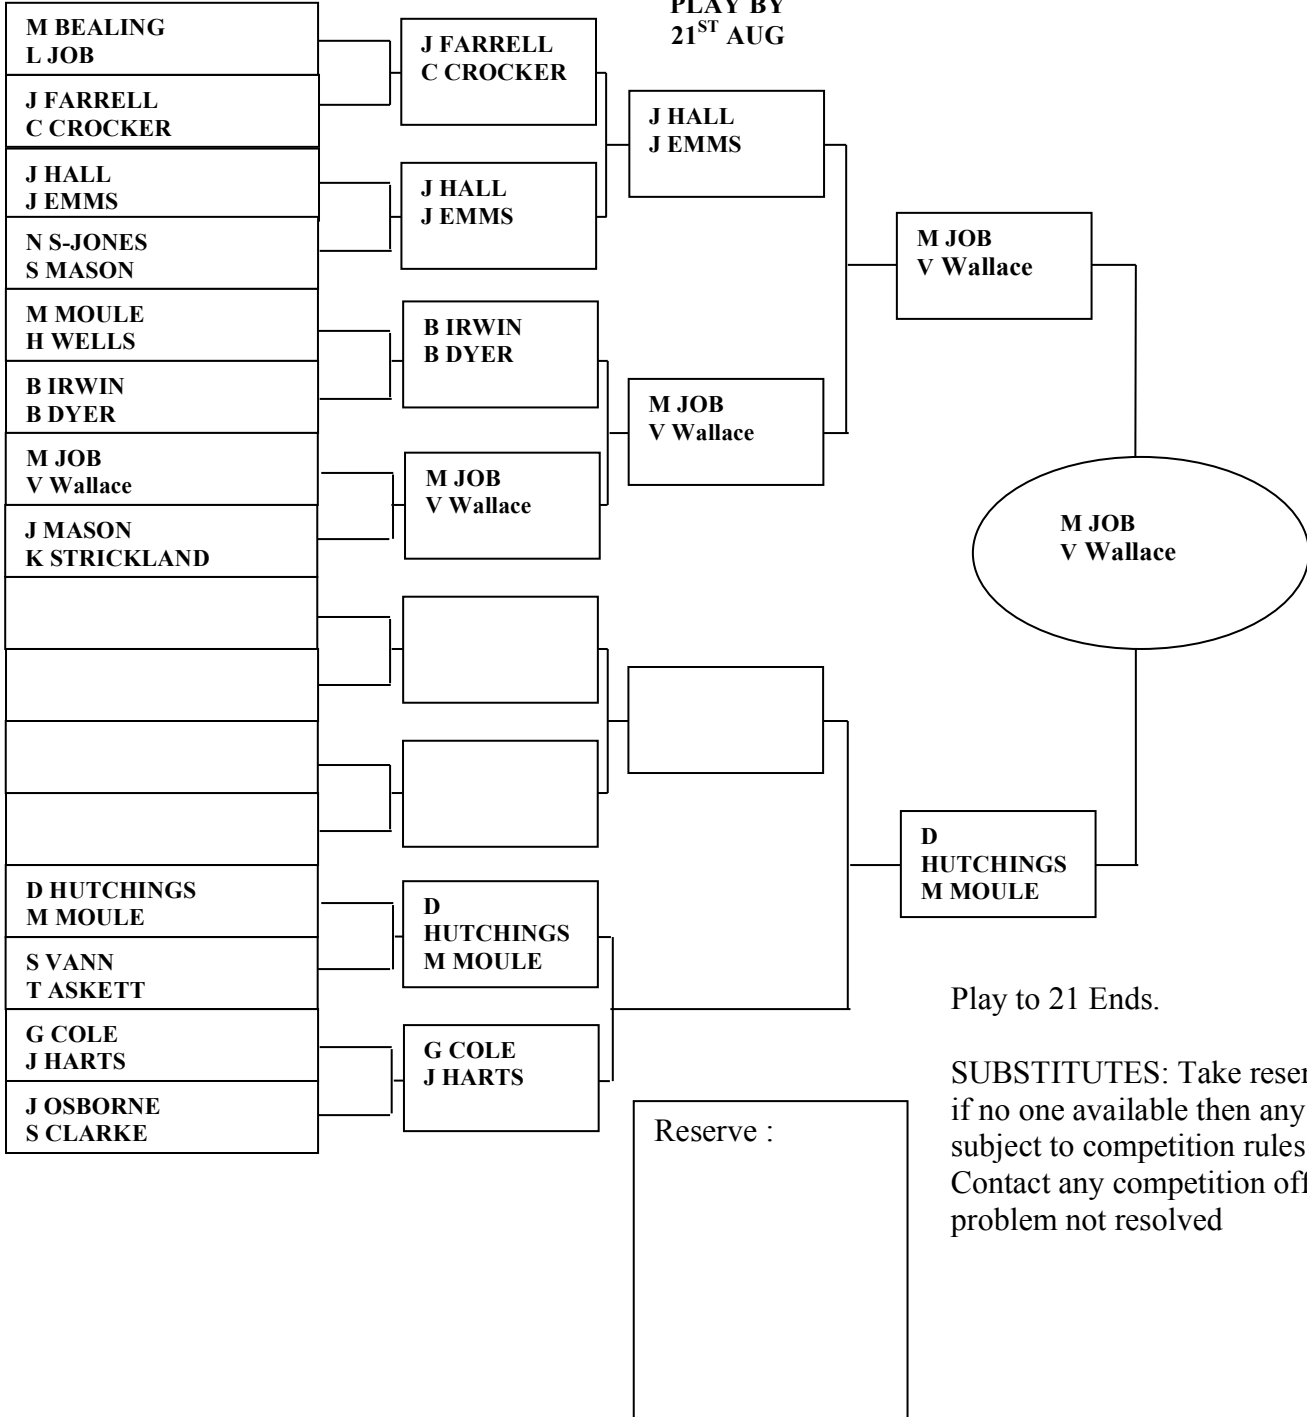 PLAY BY
21ST AUG
M BEALING
L JOB
J FARRELL
C CROCKER
J HALL
J EMMS
N S-JONES
S MASON
M MOULE
H WELLS
B IRWIN
B DYER
M JOB
V Wallace
J MASON
K STRICKLAND
D HUTCHINGS
M MOULE
S VANN
T ASKETT
G COLE
J HARTS
J OSBORNE
S CLARKE
J FARRELL
C CROCKER
J HALL
J EMMS
B IRWIN
B DYER
M JOB
V Wallace
D
HUTCHINGS
M MOULE
G COLE
J HARTS
J HALL
J EMMS
M JOB
V Wallace
M JOB
V Wallace
D
HUTCHINGS
M MOULE
M JOB
V Wallace
Reserve :
Play to 21 Ends.
SUBSTITUTES: Take
if no one available then any
subject to competition rules
Contact any competition
problem not resolved